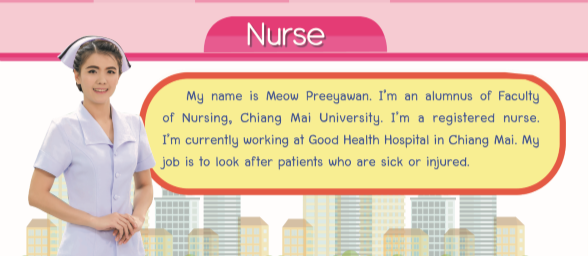 Nurse
My name is Meow Preeyawan. I'm an alumnus of Faculty
of Nursing, Chiang Mai University. I'm a registered nurse.
I'm currently working at Good Health Hospital in Chiang Mai. My
job is to look after patients who are sick or injured.